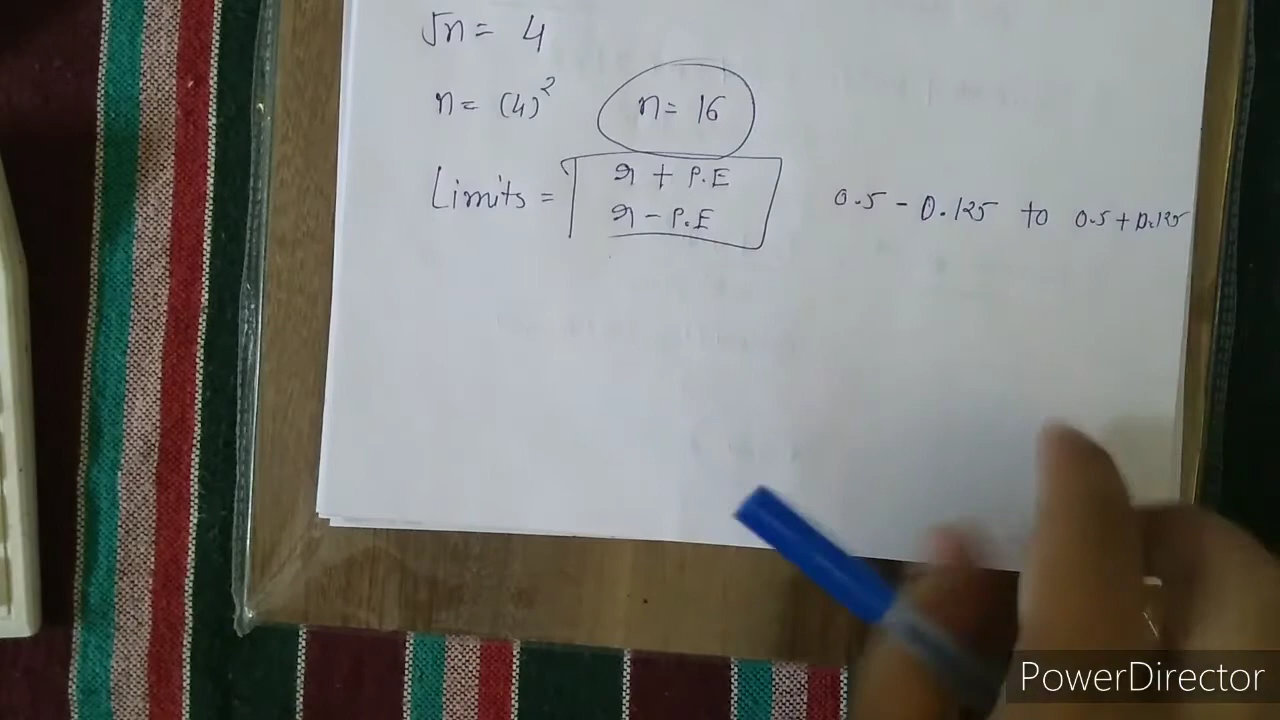 √n = 4
n = (4)² n = 16
Limits = r + P.E
r - P.E
0.5 - 0.125 to 0.5 + 0.125
PowerDirector